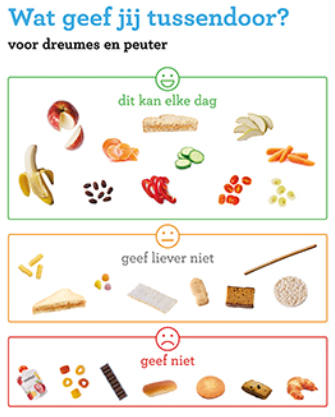 Wat geef jij tussendoor?
voor dreumes en peuter
dit kan elke dag
geef liever niet
geef niet